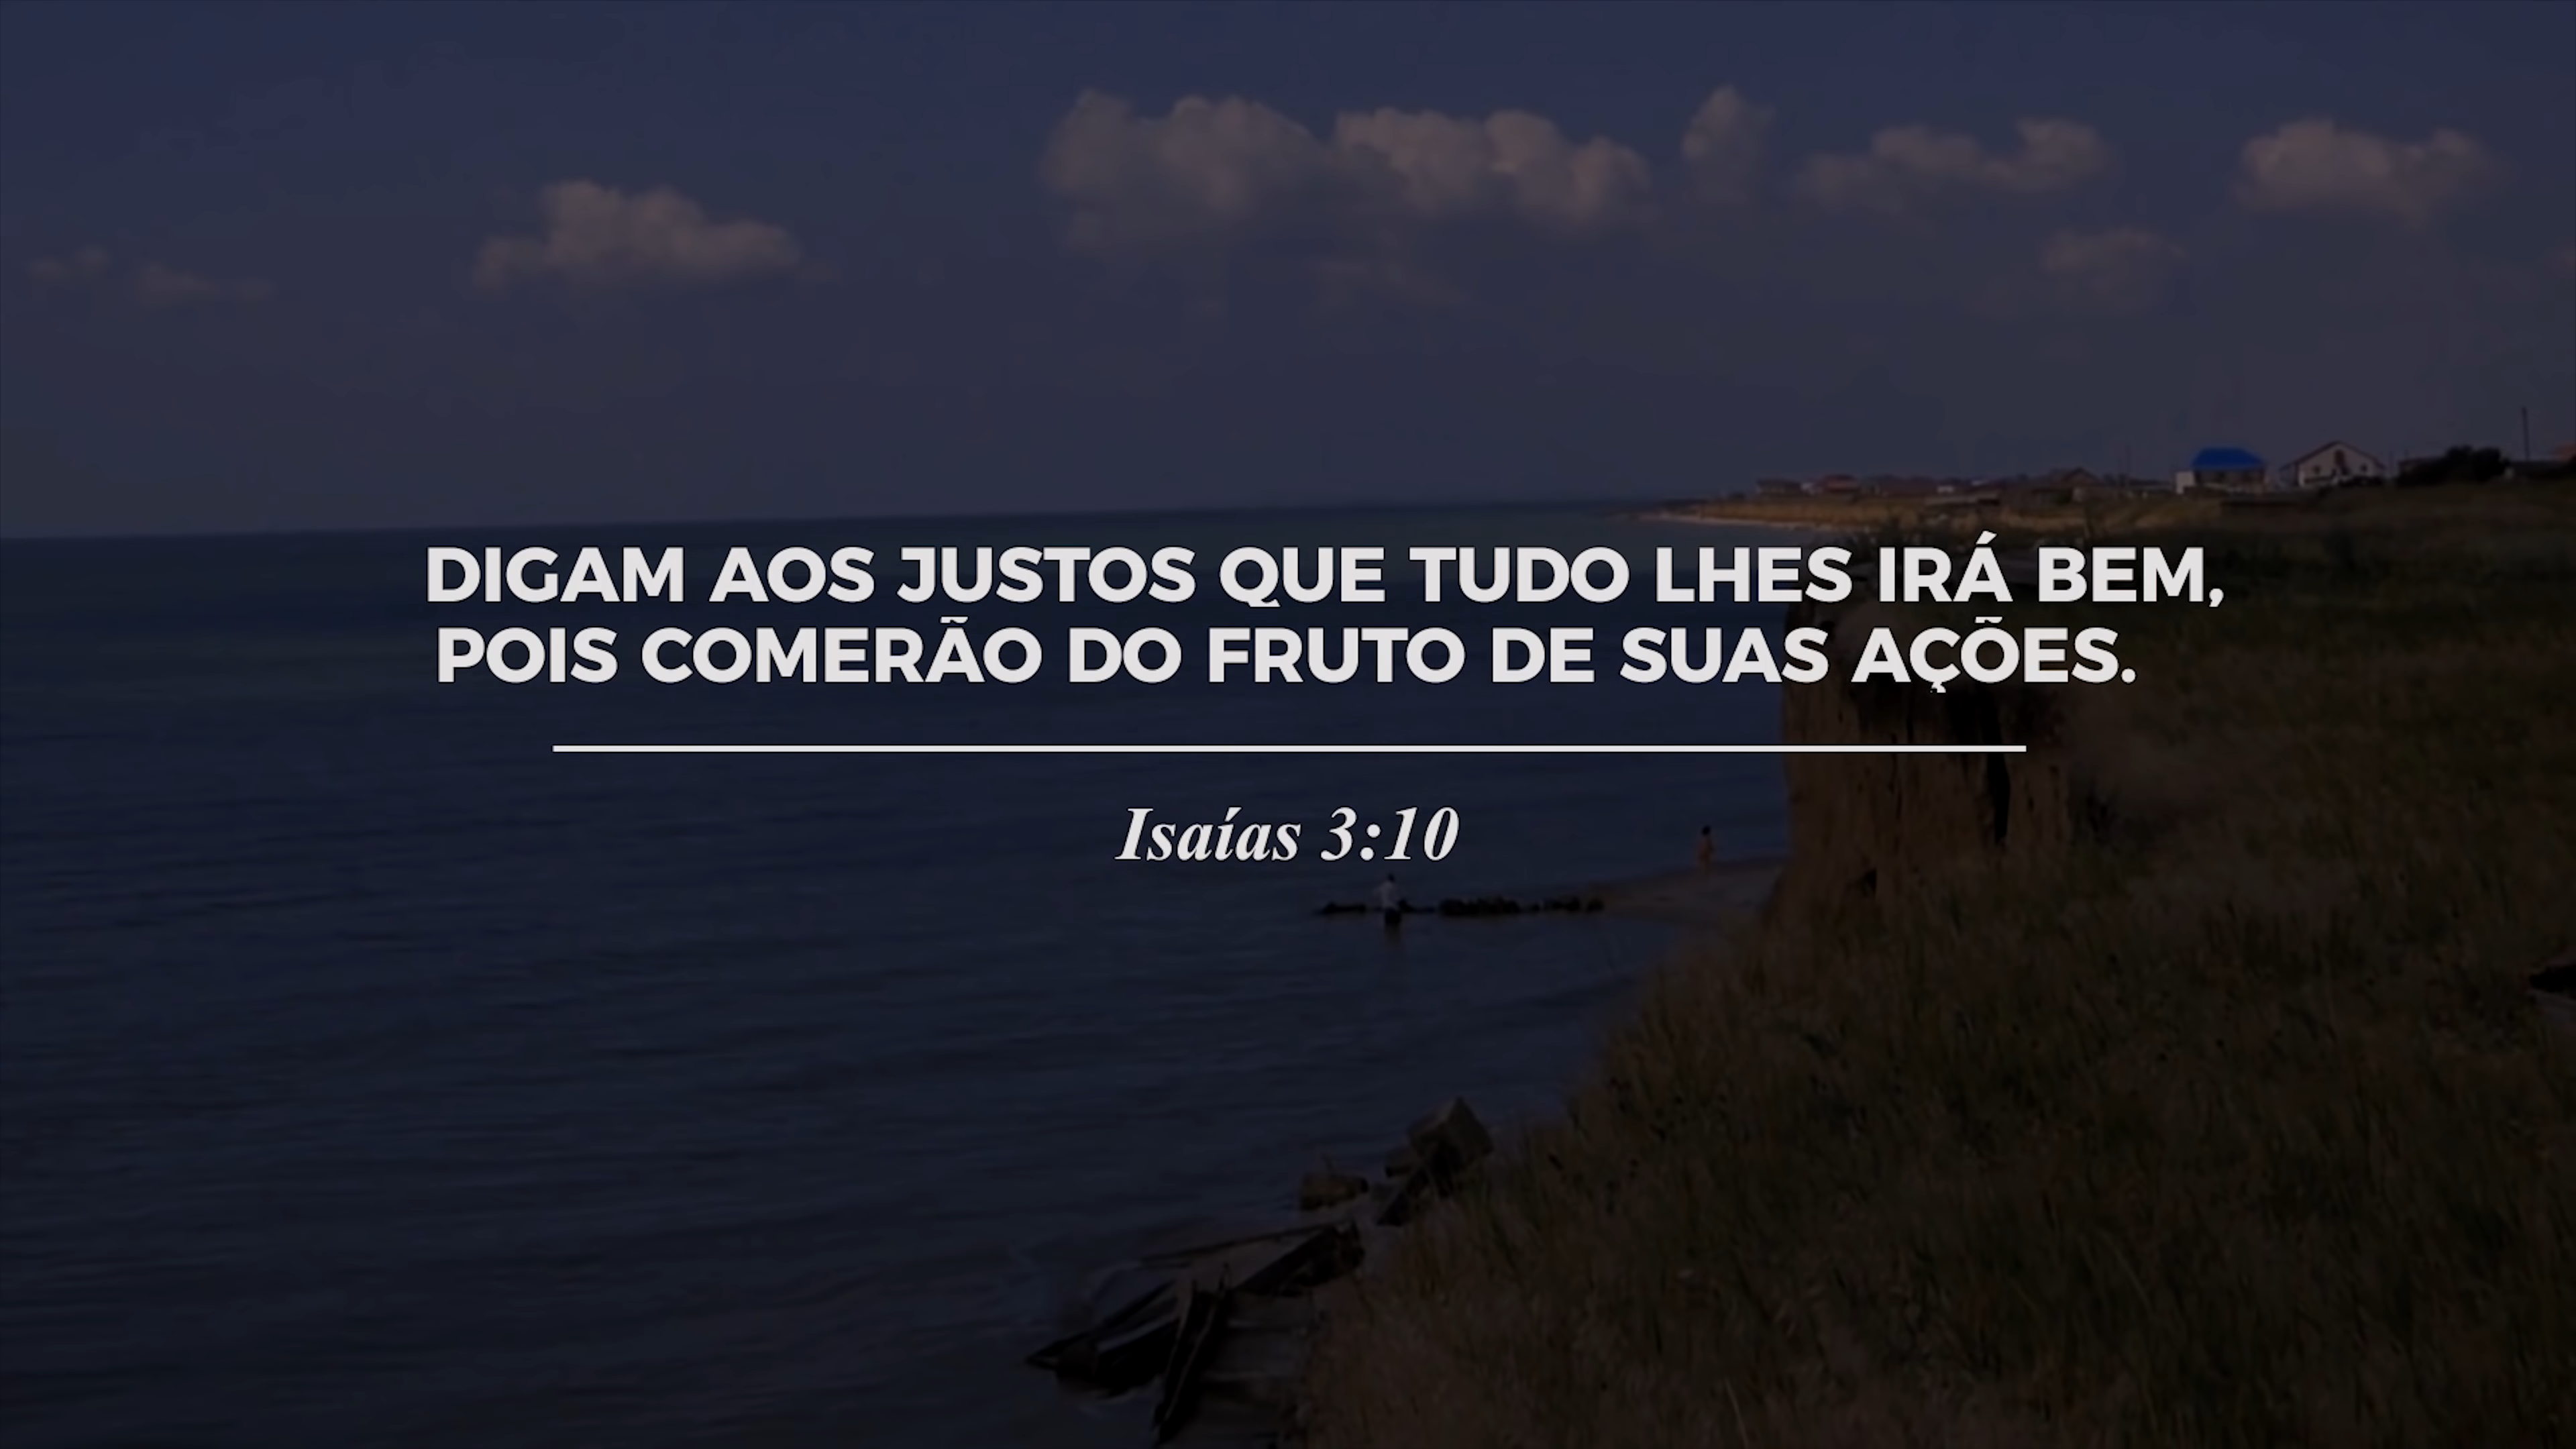 DIGAM AOS JUSTOS QUE TUDO LHES IRÁ BEM,
POIS COMERÃO DO FRUTO DE SUAS AÇÕES.
Isaías 3:10